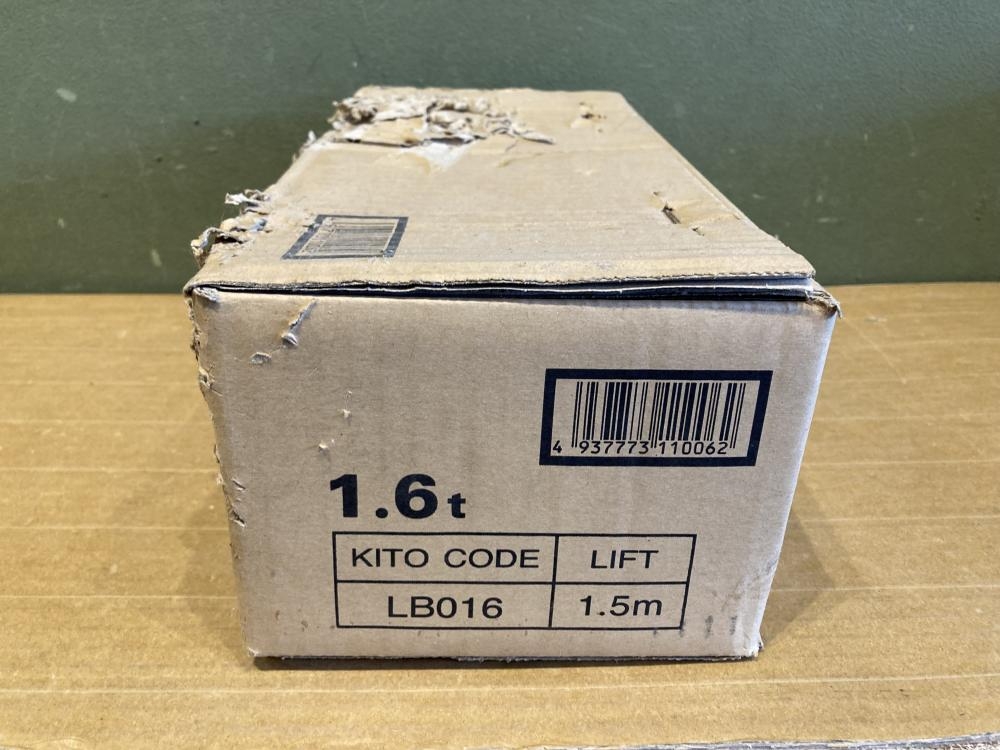 4 937773 110062
1.6t
KITO CODE LIFT
LB016 1.5m